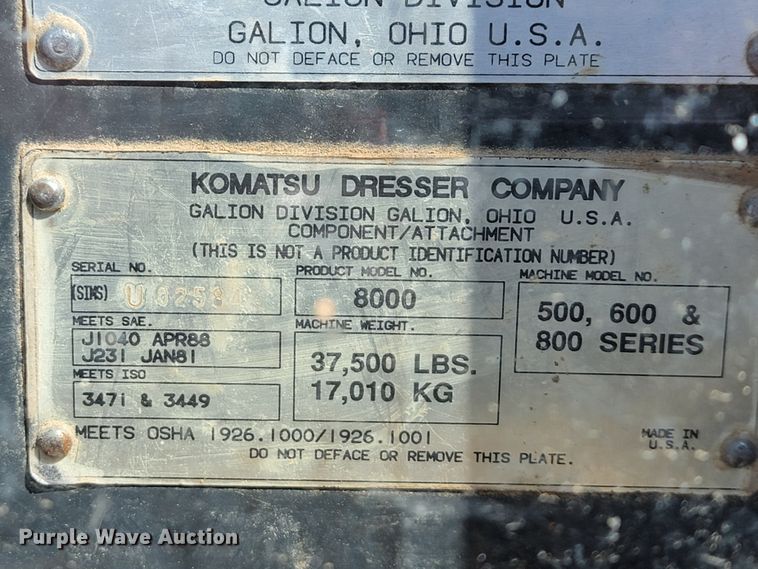 GALION DIVISION
GALION, OHIO U.S.A.
DO NOT DEFACE OR REMOVE THIS PLATE
KOMATSU DRESSER COMPANY
GALION DIVISION GALION, OHIO U.S.A.
COMPONENT/ATTACHMENT
(THIS IS NOT A PRODUCT IDENTIFICATION NUMBER)
SERIAL NO.
(SIMS)
PRODUCT MODEL NO.
8000
MACHINE MODEL NO.
500, 600 &
800 SERIES
MEETS SAE.
J1040 APR88
J231 JAN81
MACHINE WEIGHT.
37,500 LBS.
17,010 KG
MEETS ISO
3471 & 3449
MEETS OSHA 1926.1000/1926.1001
MADE IN
U.S.A.
DO NOT DEFACE OR REMOVE THIS PLATE.
Purple Wave Auction